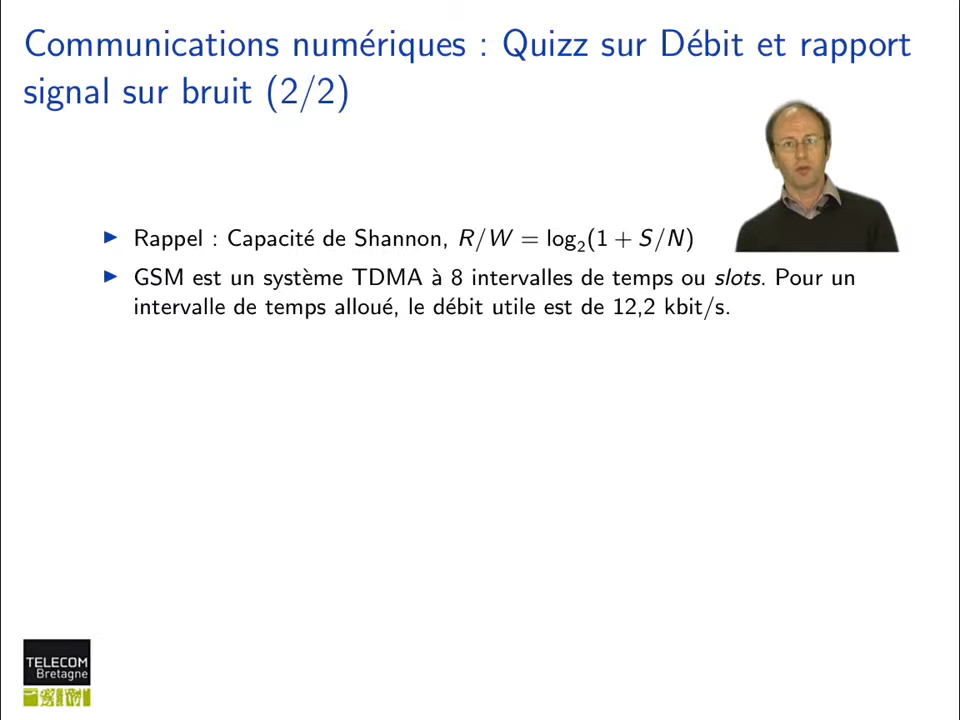 Communications numériques : Quizz sur Débit et rapport
signal sur bruit (2/2)
Rappel : Capacité de Shannon, R/W = log₂(1 + S/N)
GSM est un système TDMA à 8 intervalles de temps ou slots. Pour un
intervalle de temps alloué, le débit utile est de 12,2 kbit/s.
TELECOM
Bretagne